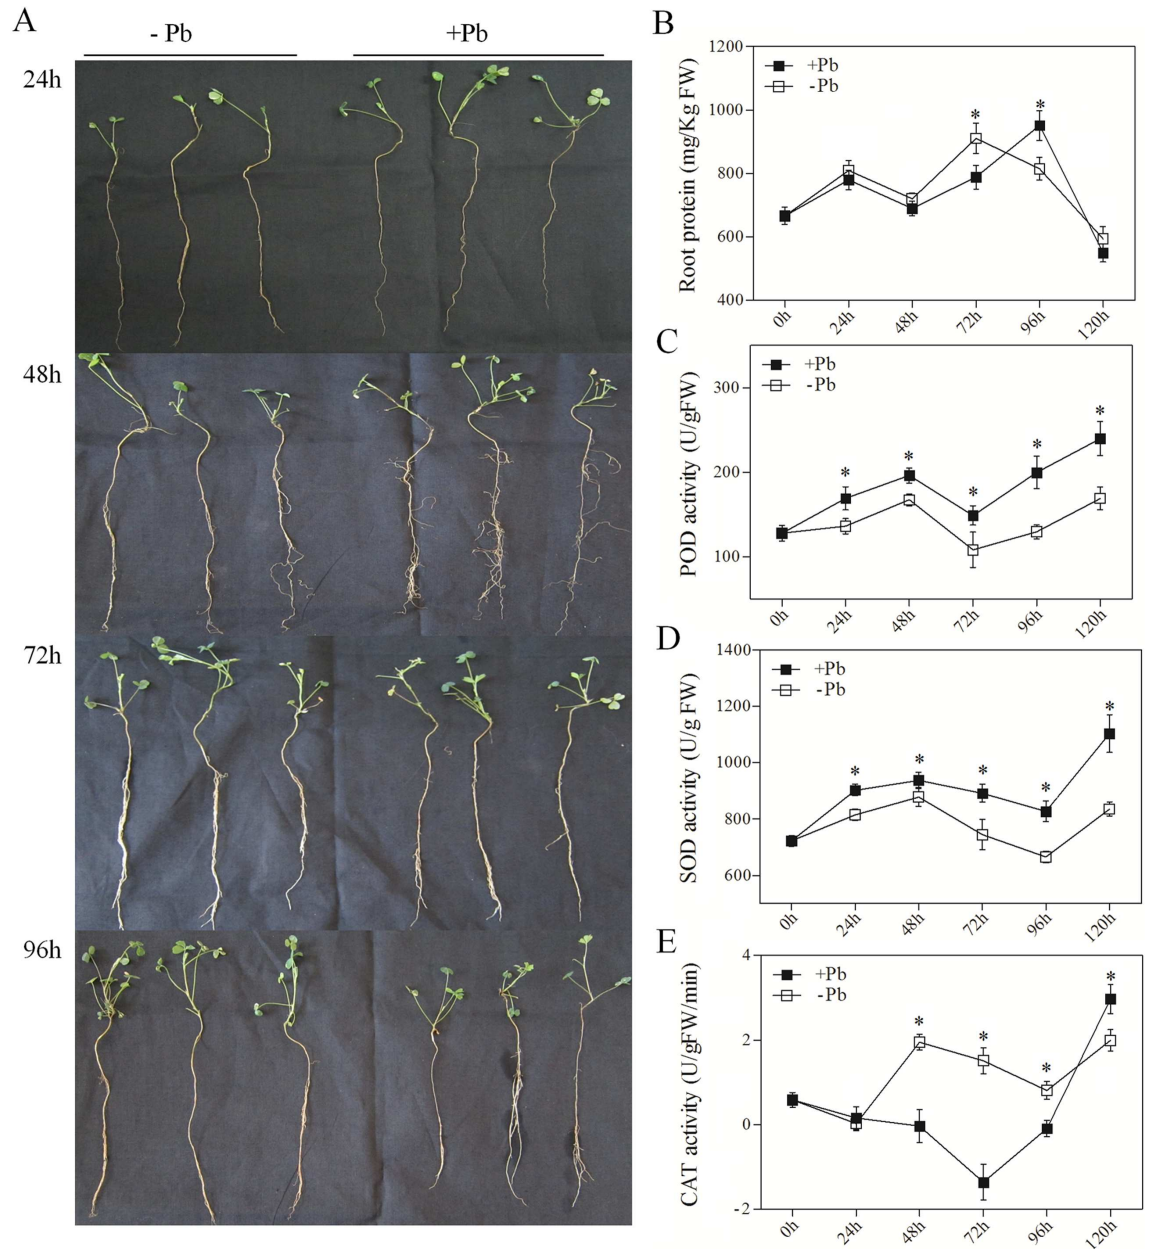 A
- Pb
+Pb
24h
48h
72h
96h
B
1200
1000
800
600
400
Root protein (mg/Kg FW)
+Pb
-Pb
*
*
0h
24h
48h
72h
96h
120h
C
300
200
100
POD activity (U/gFW)
+Pb
-Pb
*
*
*
*
*
0h
24h
48h
72h
96h
120h
D
1400
1200
1000
800
600
SOD activity (U/g FW)
+Pb
-Pb
*
*
*
*
*
0h
24h
48h
72h
96h
120h
E
4
2
0
-2
CAT activity (U/gFW/min)
+Pb
-Pb
*
*
*
*
0h
24h
48h
72h
96h
120h